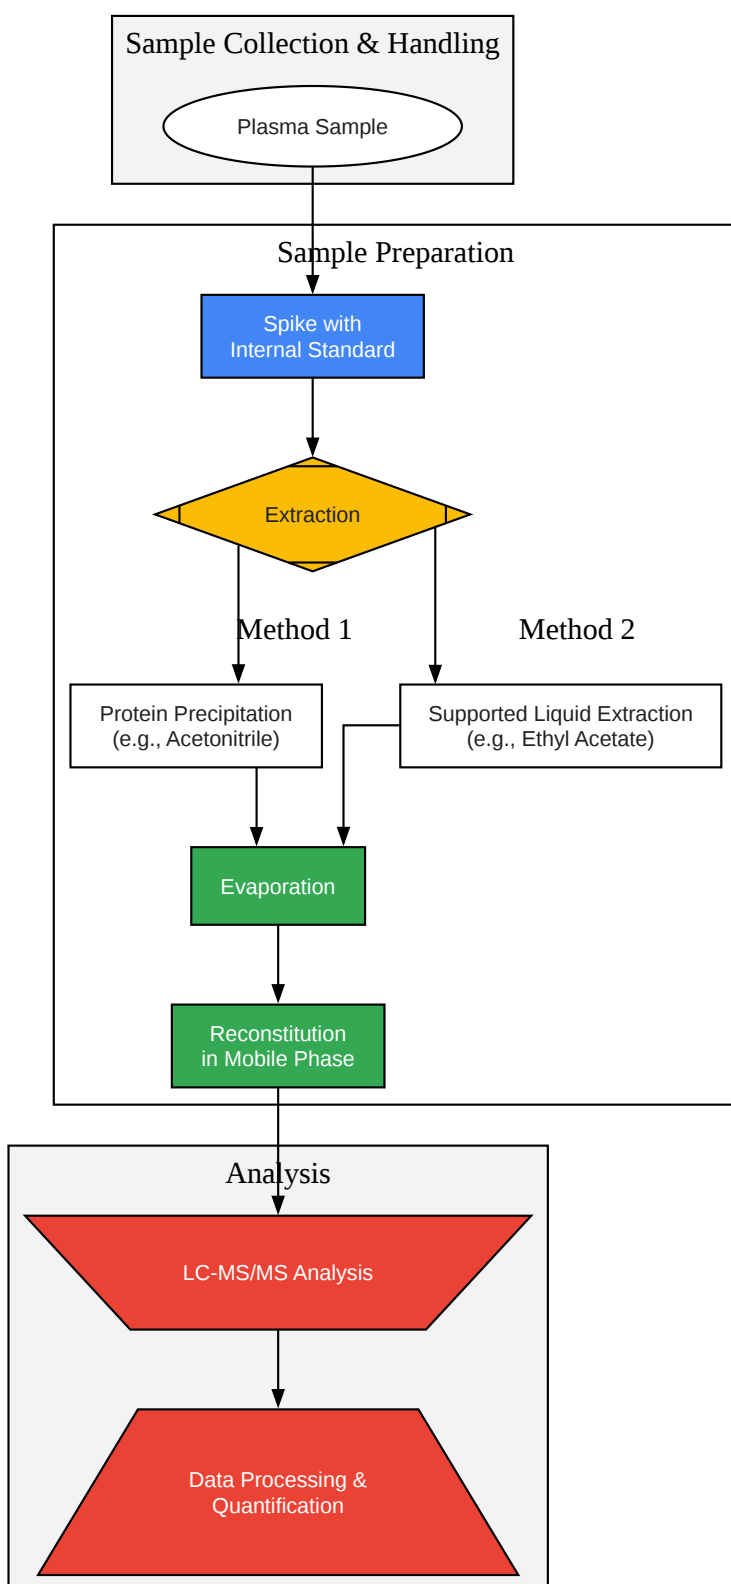 Sample Collection & Handling
Plasma Sample
Sample Preparation
Spike with
Internal Standard
Extraction
Method 1
Method 2
Protein Precipitation
(e.g., Acetonitrile)
Supported Liquid Extraction
(e.g., Ethyl Acetate)
Evaporation
Reconstitution
in Mobile Phase
Analysis
LC-MS/MS Analysis
Data Processing &
Quantification